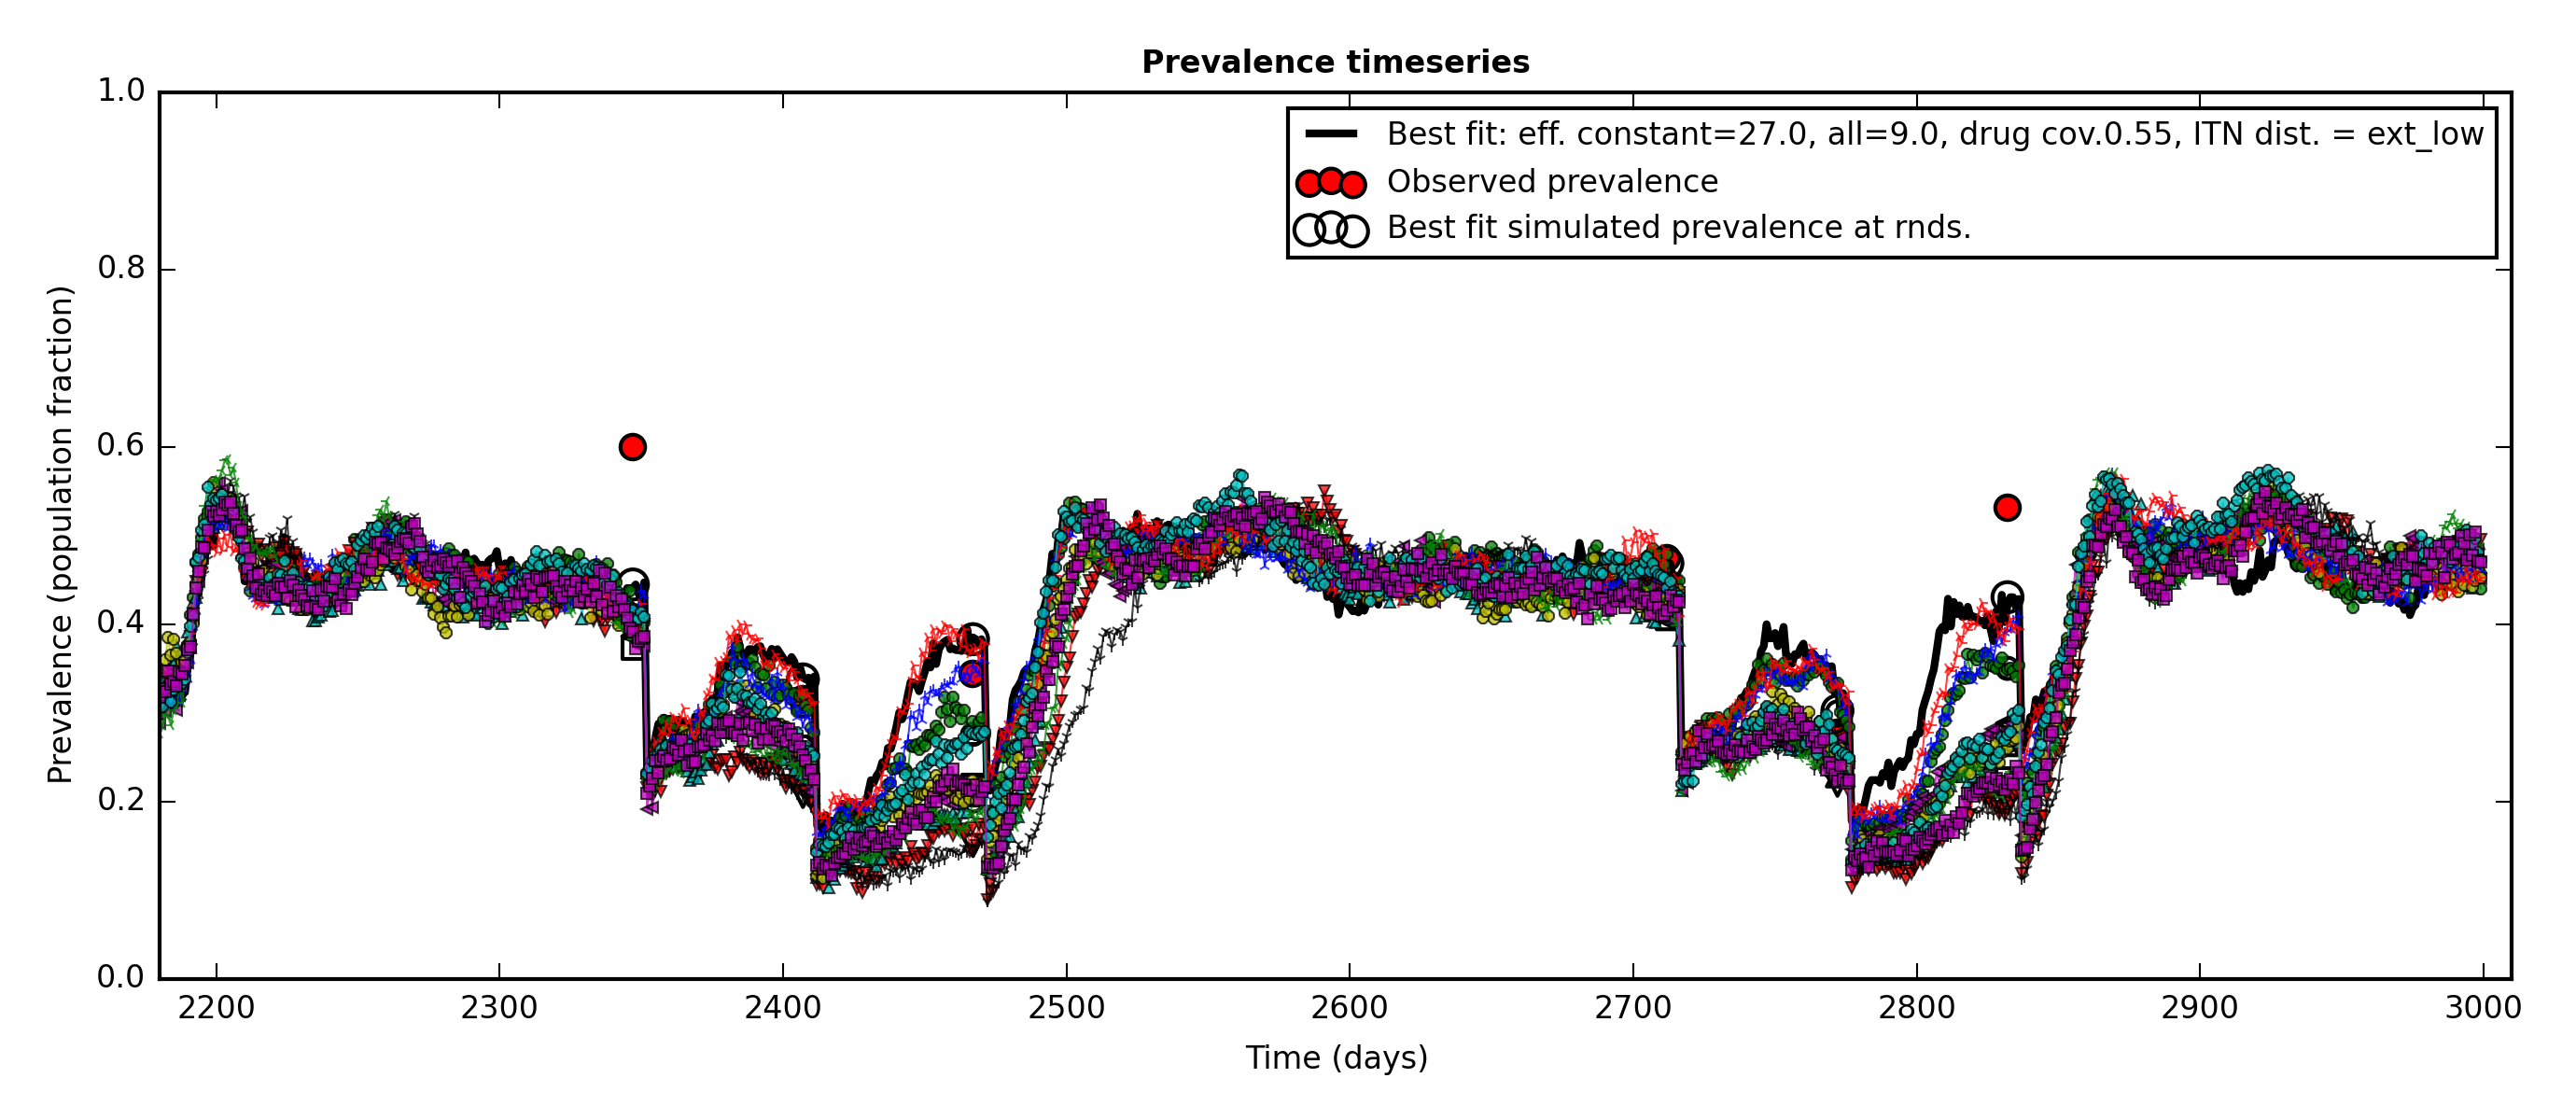 Prevalence timeseries
Best fit: eff. constant=27.0, all=9.0, drug cov.0.55, ITN dist. = ext_low
Observed prevalence
Best fit simulated prevalence at rnds.
Prevalence (population fraction)
1.0
0.8
0.6
0.4
0.2
0.0
2200 2300 2400 2500 2600 2700 2800 2900 3000
Time (days)